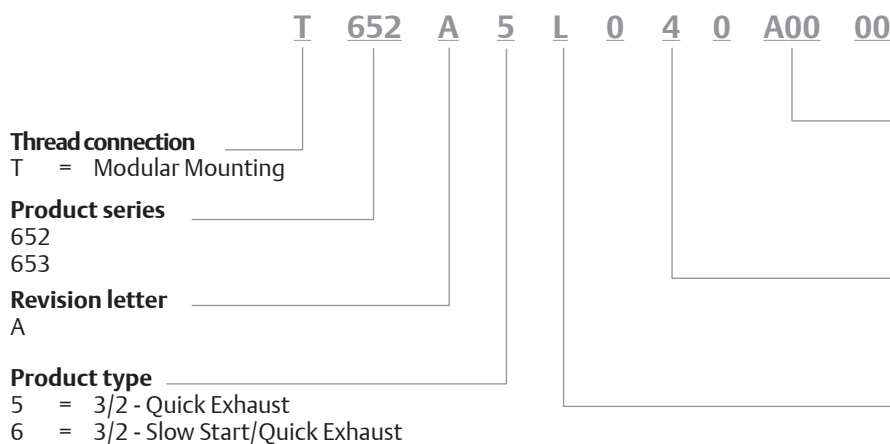 T 652 A 5 L 0 4 0 A00 00
Thread connection
T = Modular Mounting
Product series
652
653
Revision letter
A
Product type
5 = 3/2 - Quick Exhaust
6 = 3/2 - Slow Start/Quick Exhaust